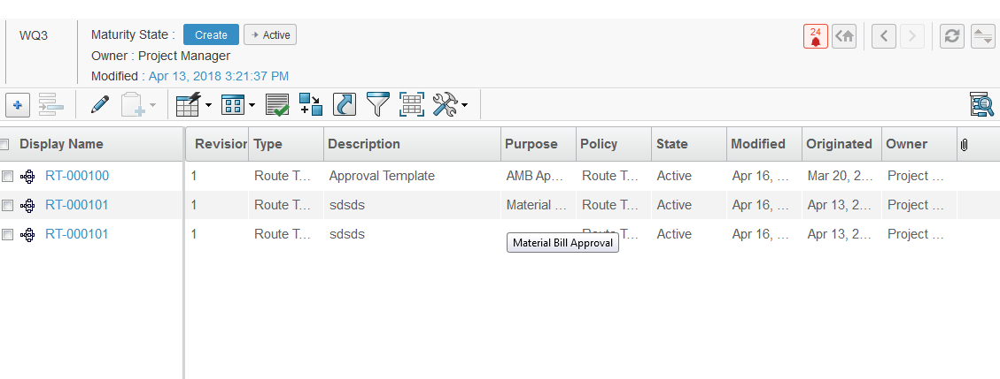 WQ3
Maturity State : Create Active
Owner : Project Manager
Modified : Apr 13, 2018 3:21:37 PM
24
Display Name Revision Type Description Purpose Policy State Modified Originated Owner
RT-000100 1 Route T... Approval Template AMB Ap... Route T... Active Apr 16, ... Mar 20, 2... Project ...
RT-000101 1 Route T... sdsds Material ... Route T... Active Apr 16, ... Apr 13, 2... Project ...
RT-000101 1 Route T... sdsds Route T... Active Apr 16, ... Apr 13, 2... Project ...
Material Bill Approval